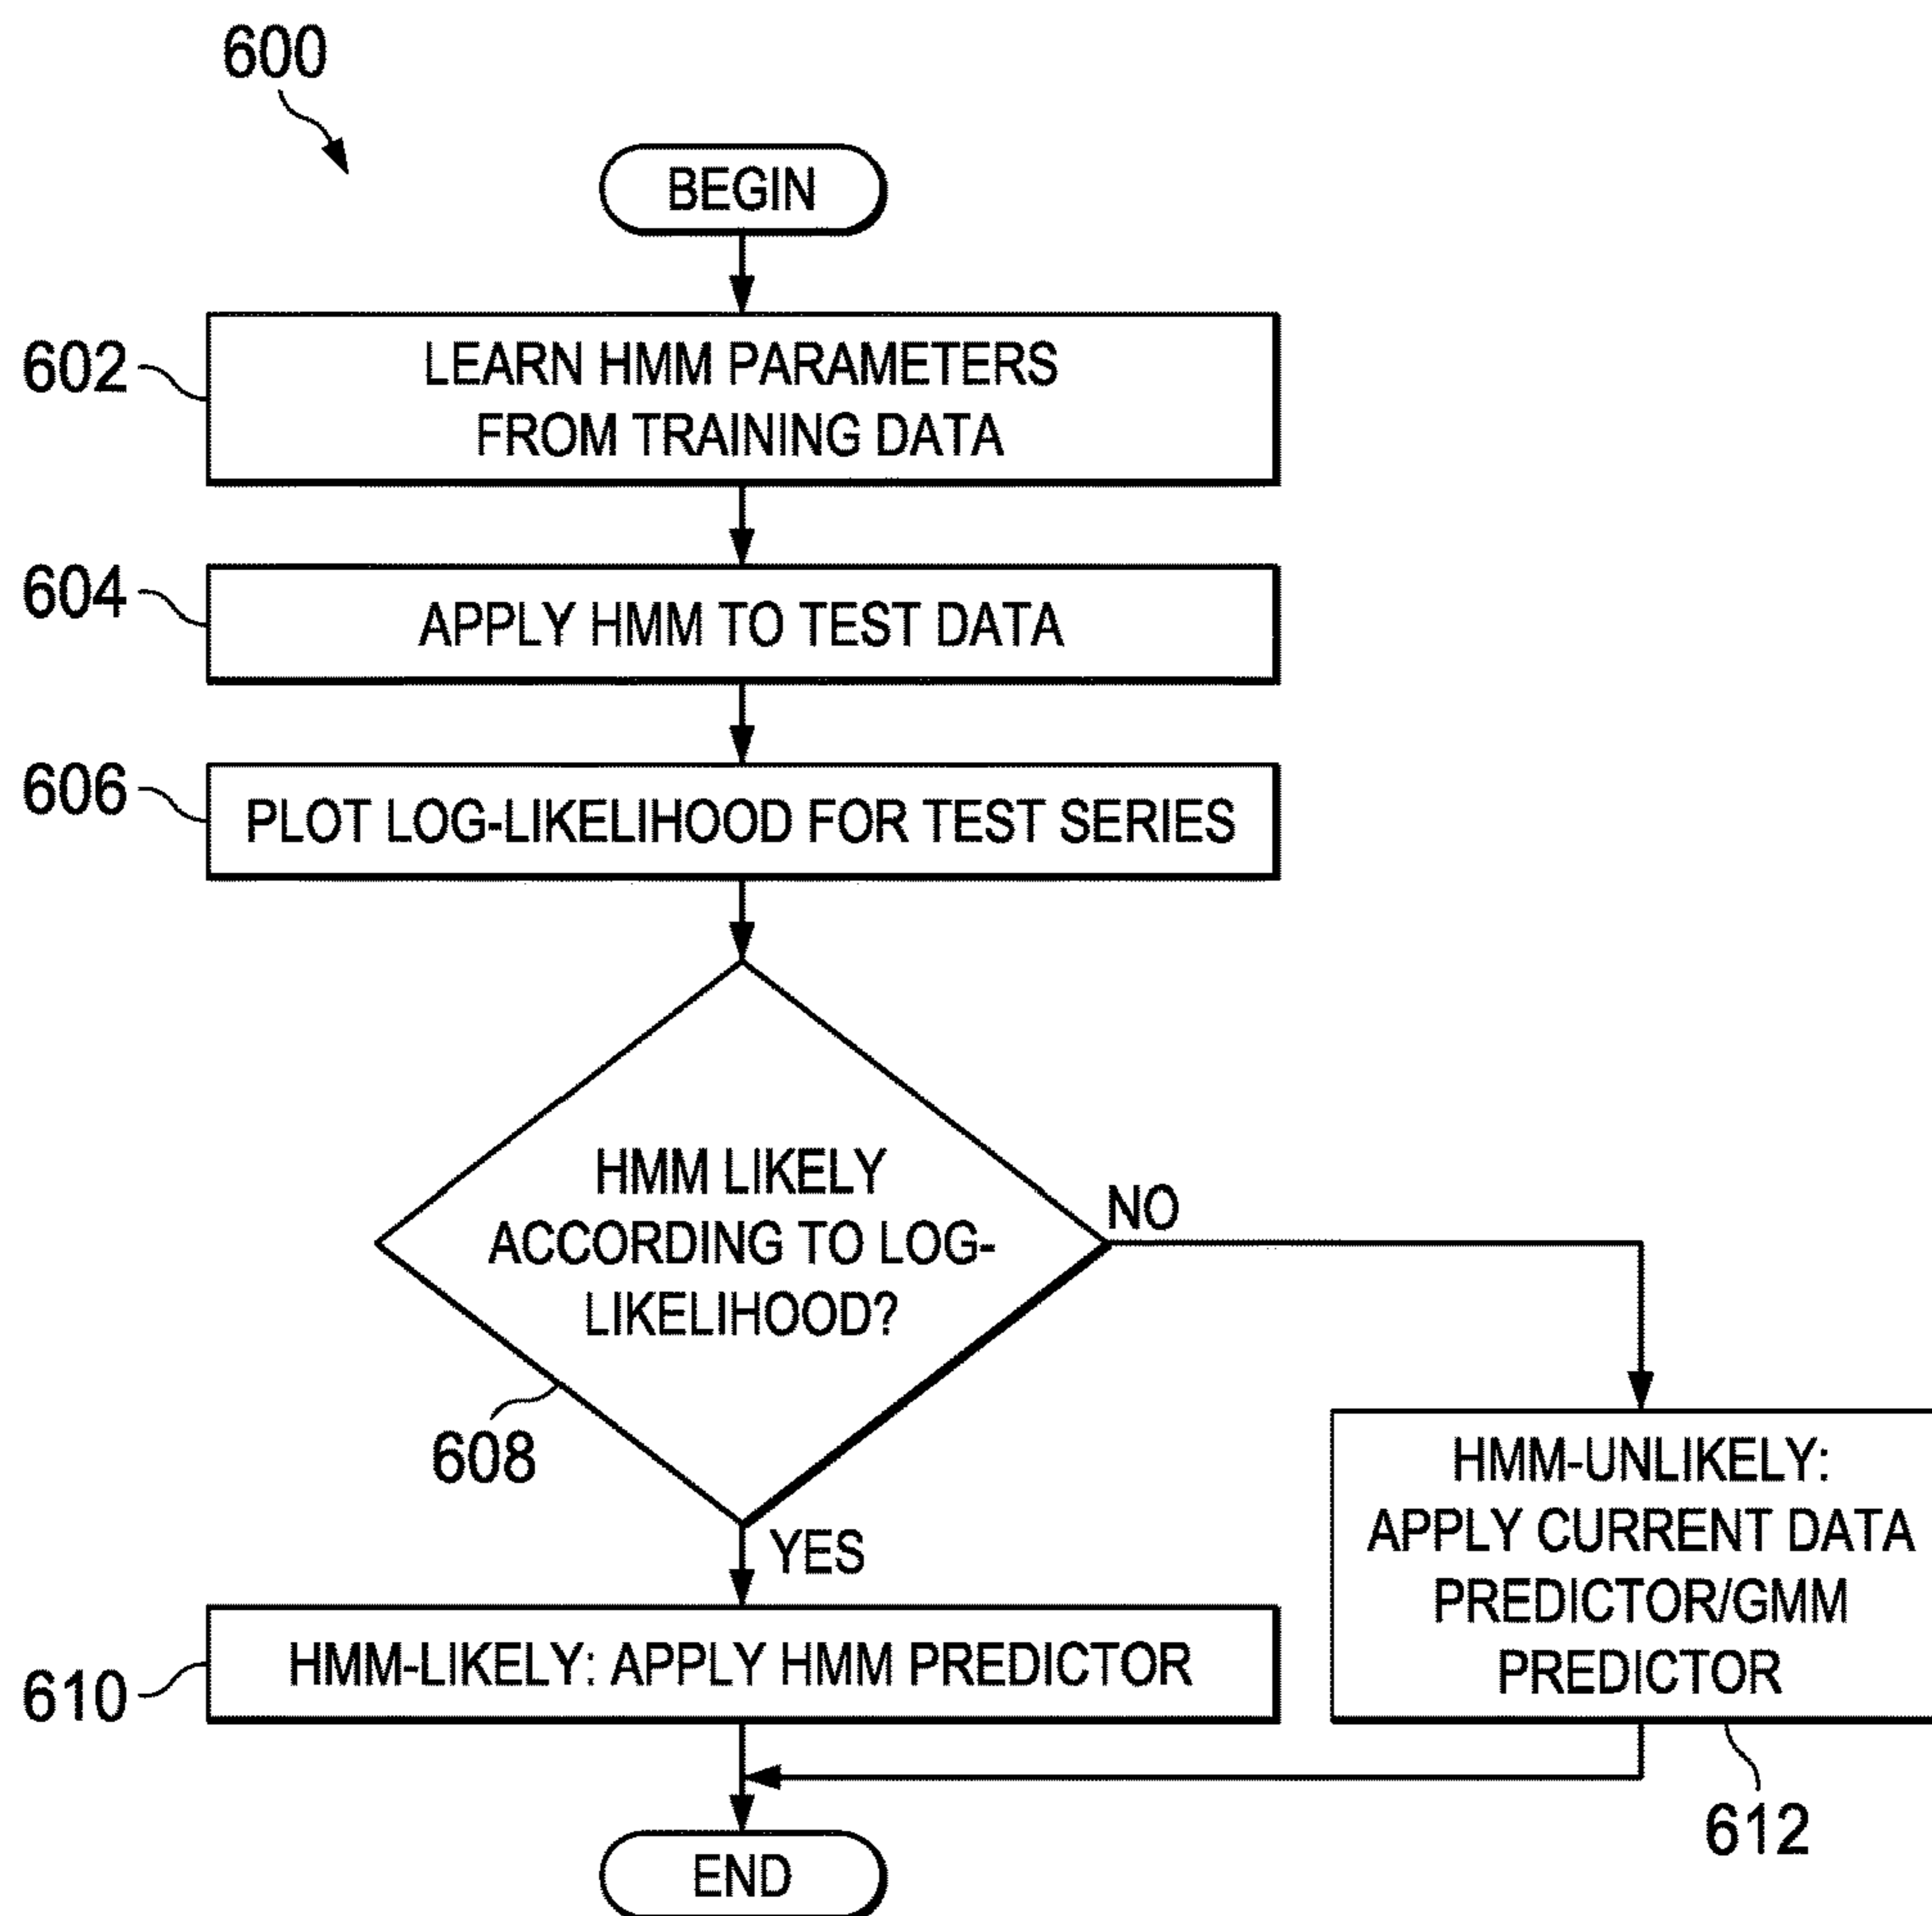 600
BEGIN
602
LEARN HMM PARAMETERS
FROM TRAINING DATA
604
APPLY HMM TO TEST DATA
606
PLOT LOG-LIKELIHOOD FOR TEST SERIES
HMM LIKELY
ACCORDING TO LOG-
LIKELIHOOD?
NO
608
YES
HMM-UNLIKELY:
APPLY CURRENT DATA
PREDICTOR/GMM
PREDICTOR
610
HMM-LIKELY: APPLY HMM PREDICTOR
612
END